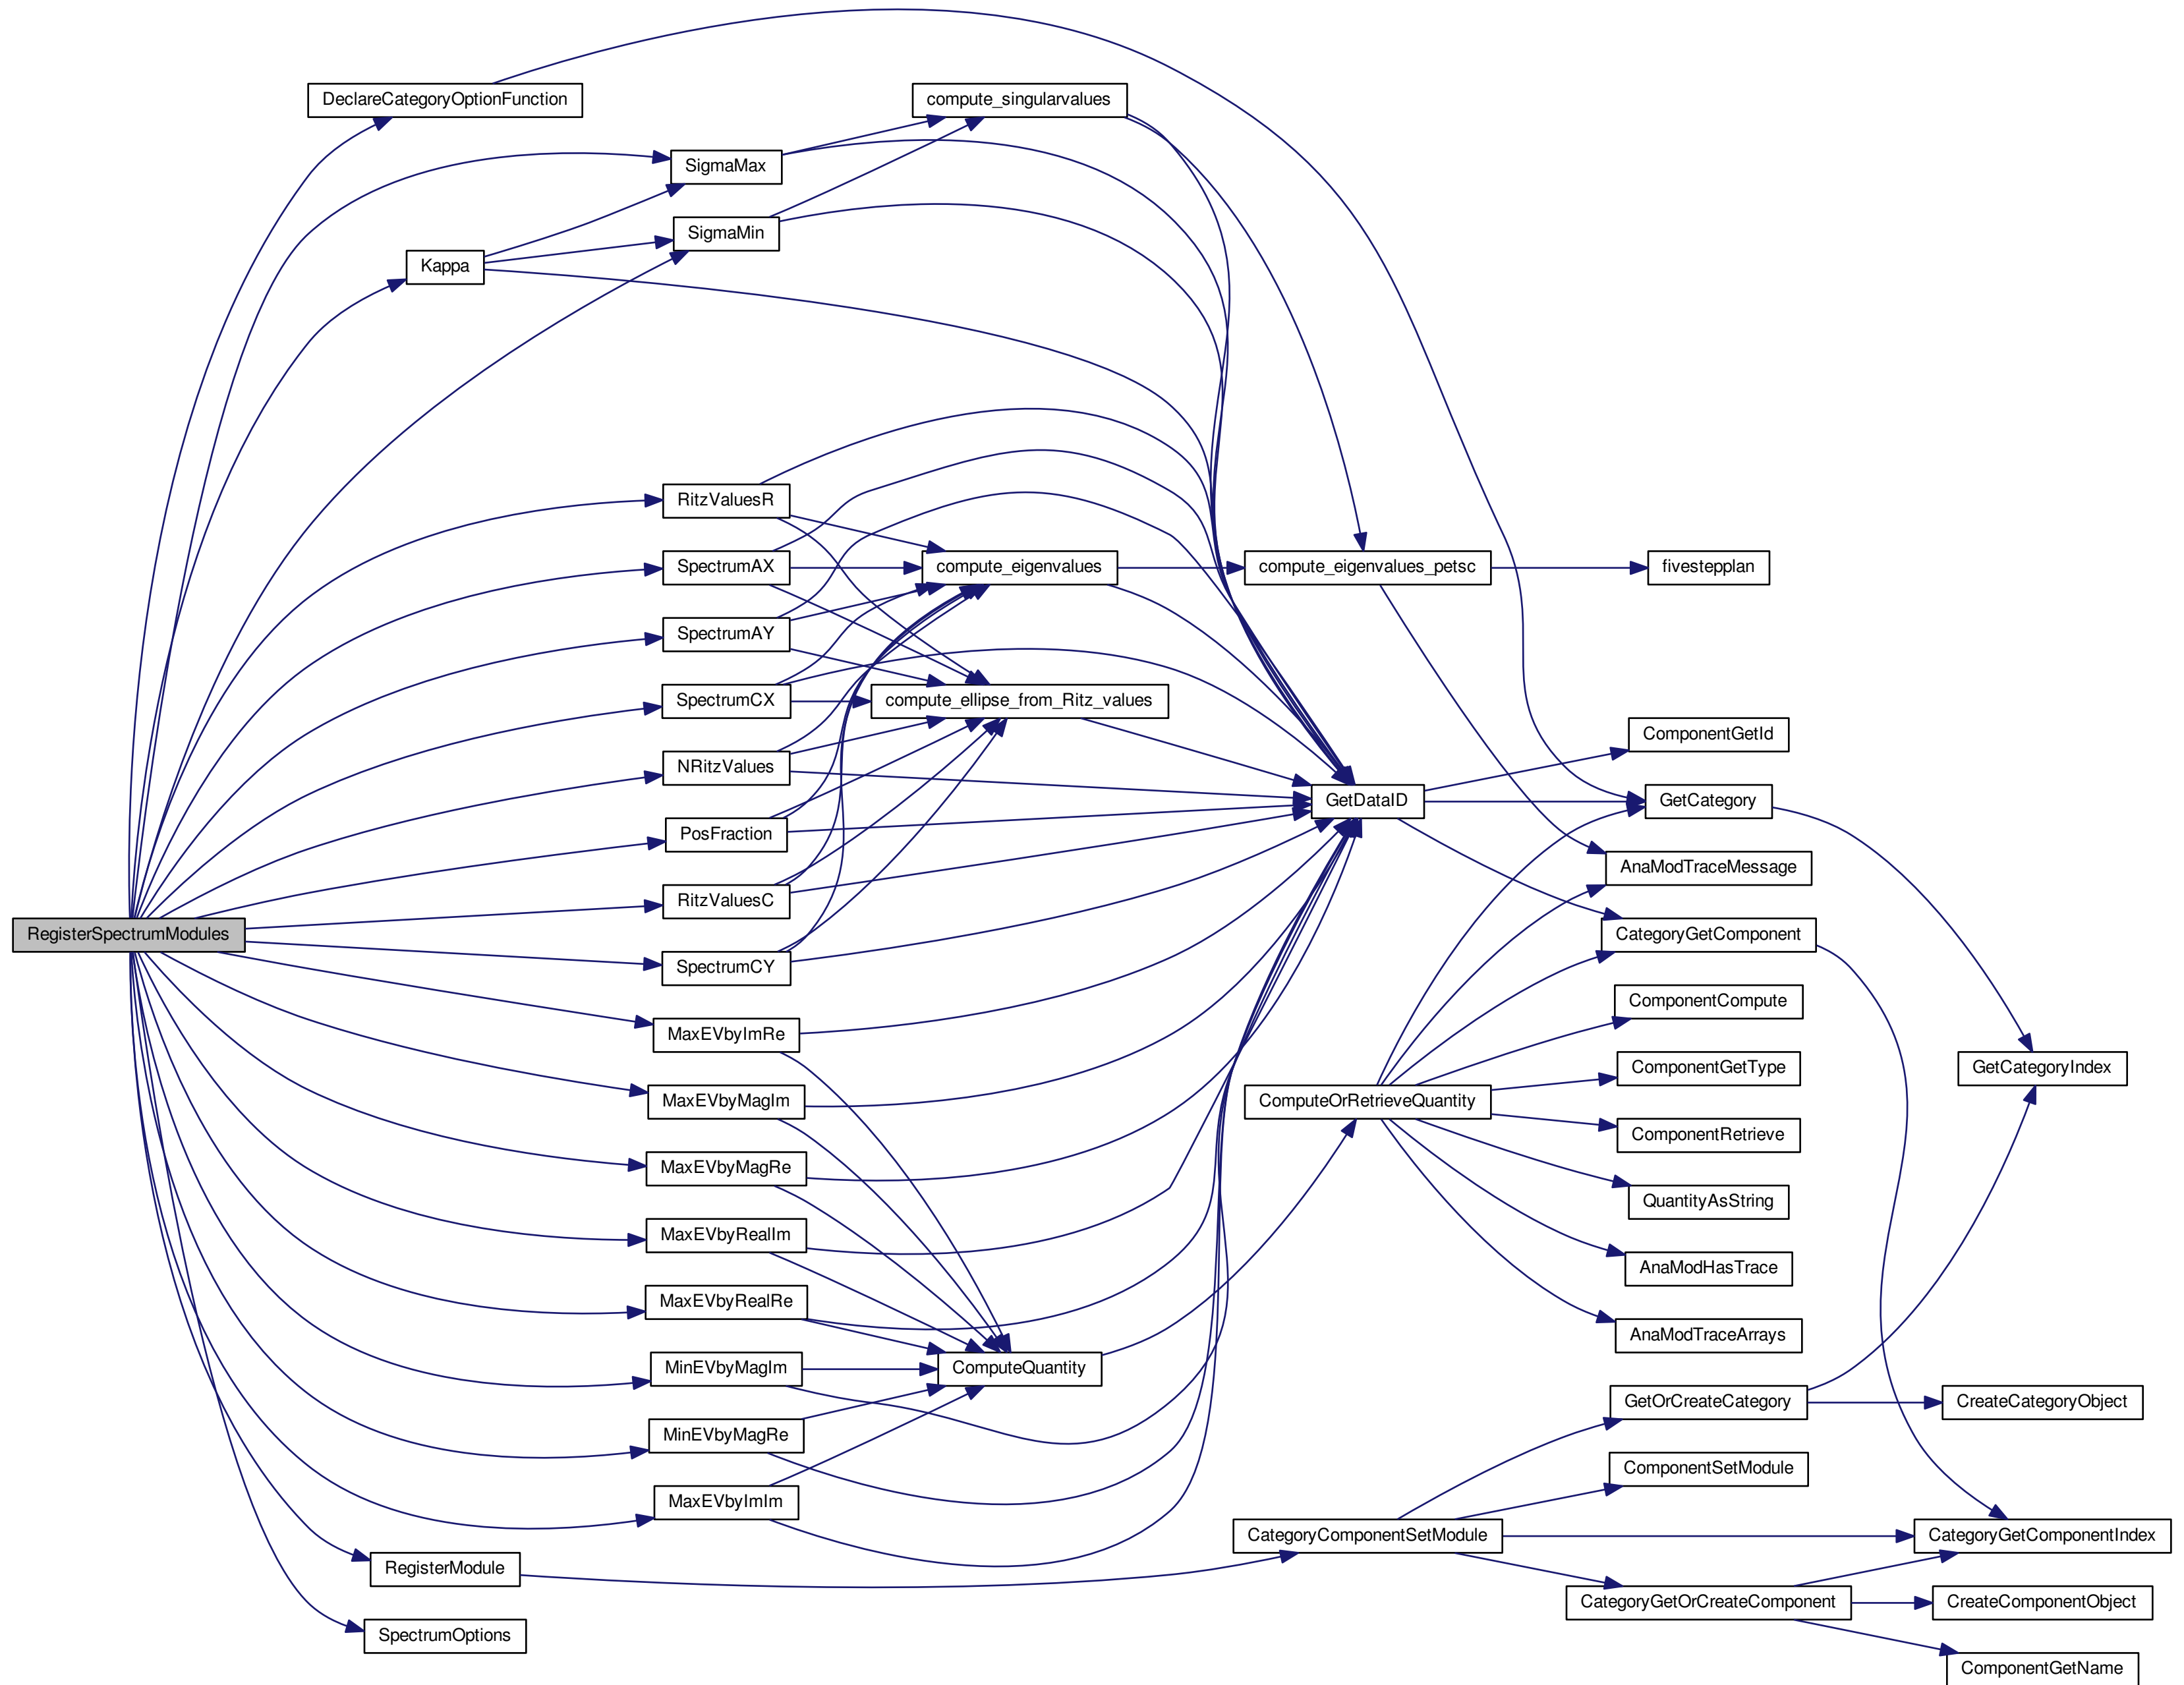 DeclareCategoryOptionFunction
compute_singularvalues
SigmaMax
SigmaMin
Kappa
RitzValuesR
SpectrumAX
compute_eigenvalues
compute_eigenvalues_petsc
fivestepplan
SpectrumAY
SpectrumCX
compute_ellipse_from_Ritz_values
ComponentGetId
NRitzValues
GetDataID
GetCategory
PosFraction
AnaModTraceMessage
RitzValuesC
RegisterSpectrumModules
CategoryGetComponent
SpectrumCY
ComponentCompute
MaxEVbyImRe
ComponentGetType
GetCategoryIndex
MaxEVbyMagIm
ComputeOrRetrieveQuantity
ComponentRetrieve
MaxEVbyMagRe
QuantityAsString
MaxEVbyRealIm
AnaModHasTrace
MaxEVbyRealRe
AnaModTraceArrays
MinEVbyMagIm
ComputeQuantity
GetOrCreateCategory
CreateCategoryObject
MinEVbyMagRe
ComponentSetModule
MaxEVbyImIm
CategoryComponentSetModule
CategoryGetComponentIndex
RegisterModule
CategoryGetOrCreateComponent
CreateComponentObject
SpectrumOptions
ComponentGetName